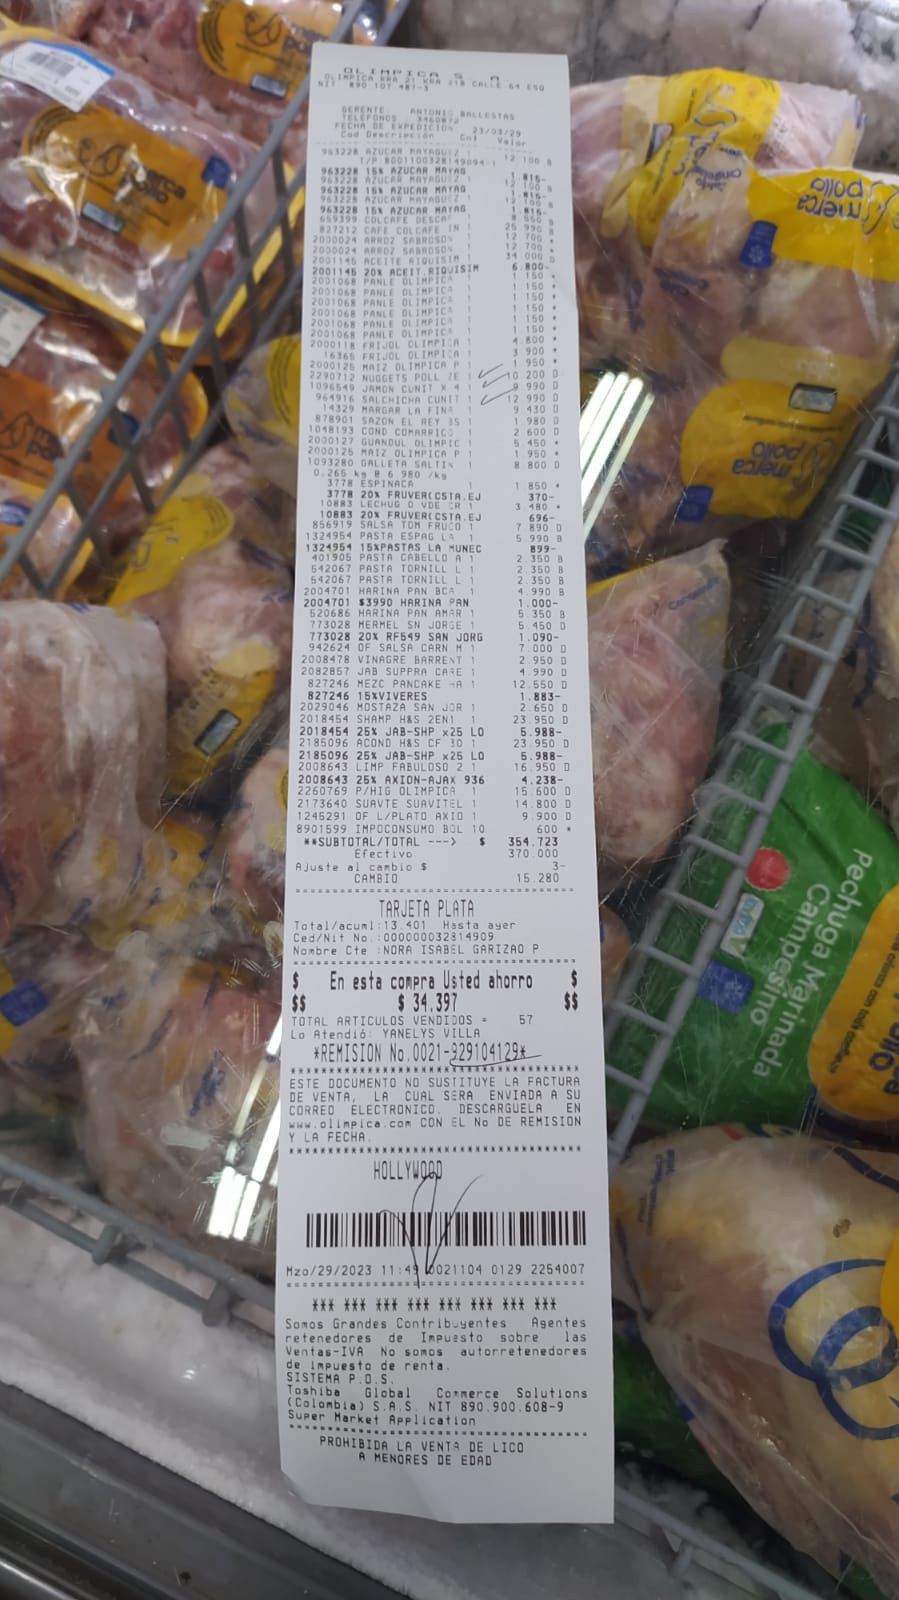 OLIMPICA S. A.
OLIMPICA KRA 21 KRA 21B CALLE 64 ESQ
NIT. 890.107.487-3
GERENTE: ANTONIO BALLESTAS
TELEFONOS 3460872
FECHA DE EXPEDICION: 23/03/29
Cod Descripción Cnt Valor
963228 AZUCAR MAYAGUEZ 1 12.100 B
T/P:8001100328149094-1
963228 15% AZUCAR MAYAG 1.815-
963228 AZUCAR MAYAGUEZ 1 12.100 B
963228 15% AZUCAR MAYAG 1.815-
963228 AZUCAR MAYAGUEZ 1 12.100 B
963228 15% AZUCAR MAYAG 1.815-
COLCAFE DESCAF 1 8.550 B
827212 CAFE COLCAFE IN 1 25.990 B
2000024 ARROZ SABROSON 1 12.700 *
2000024 ARROZ SABROSON 1 12.700 *
2001145 ACEITE RIQUISIM 1 34.000 D
2001145 20% ACEIT.RIQUISIM 6.800-
2001068 PANLE OLIMPICA 1 1.150 *
2001068 PANLE OLIMPICA 1 1.150 *
2001068 PANLE OLIMPICA 1 1.150 *
2001068 PANLE OLIMPICA 1 1.150 *
2001068 PANLE OLIMPICA 1 1.150 *
2001068 PANLE OLIMPICA 1 1.150 *
2000118 FRIJOL OLIMPICA 1 4.800 *
16365 FRIJOL OLIMPICA 1 3.900 *
2000125 MAIZ OLIMPICA P 1 1.950 *
2290712 NUGGETS POLL ZE 1 10.200 D
1096549 JAMON CUNIT X 4 1 8.990 D
964916 SALCHICHA CUNIT 1 12.990 D
14329 MARGAR LA FINA 1 9.430 D
878901 SAZON EL REY 35 1 1.980 D
1048193 COND COMARRICO 1 2.600 D
2000127 GUANDUL OLIMPIC 1 5.450 *
2000125 MAIZ OLIMPICA P 1 1.950 *
1093280 GALLETA SALTIN 1 8.800 D
0.265 kg @ 6.980 /kg
3778 ESPINACA 1 1.850 *
3778 20% FRUVER(CSTA.EJ 370-
10883 LECHUG O VDE CR 1 3.480 *
10883 20% FRUVER(CSTA.EJ 696-
856919 SALSA TOM FRUCO 1 7.890 D
1324954 PASTA ESPAG LA 1 5.990 B
1324954 15%PASTAS LA MUNEC 899-
401905 PASTA CABELLO A 1 2.350 B
542067 PASTA TORNILL L 1 2.350 B
542067 PASTA TORNILL L 1 2.350 B
2004701 HARINA PAN BCA 1 4.990 B
2004701 $3990 HARINA PAN 1.000-
520686 HARINA PAN AMAR 1 5.350 B
773028 MERMEL SN JORGE 1 5.450 D
773028 20% RF549 SAN JORG 1.090-
942624 OF SALSA CARN M 1 7.000 D
2008478 VINAGRE BARRENT 1 2.950 D
2082857 JAB SUPPRA CARE 1 4.990 D
827246 MEZC PANCAKE HA 1 12.550 D
827246 15%VIVERES 1.883-
2029046 MOSTAZA SAN JOR 1 2.650 D
2018454 SHAMP H&S 2EN1 1 23.950 D
2018454 25% JAB-SHP x25 LO 5.988-
2185096 ACOND H&S CF 30 1 23.950 D
2185096 25% JAB-SHP x25 LO 5.988-
2008643 LIMP FABULOSO 2 1 16.950 D
2008643 25% AXION-AJAX 936 4.238-
2260769 P/HIG OLIMPICA 1 15.600 D
2173640 SUAVTE SUAVITEL 1 14.800 D
1245291 OF L/PLATO AXIO 1 9.900 D
8901599 IMPOCONSUMO BOL 10 600 *
**SUBTOTAL/TOTAL ---> $ 354.723
Efectivo 370.000
Ajuste al cambio $ 3-
CAMBIO 15.280
TARJETA PLATA
Total/acuml:13.401 Hasta ayer
Ced/Nit No.:000000032814909
Nombre Cte :NORA ISABEL GARIZAO P
$ En esta compra Usted ahorro $
$$ $ 34.397 $$
TOTAL ARTICULOS VENDIDOS = 57
Lo Atendió: YANELYS VILLA
*REMISION No.0021-929104129*
ESTE DOCUMENTO NO SUSTITUYE LA FACTURA
DE VENTA, LA CUAL SERA ENVIADA A SU
CORREO ELECTRONICO. DESCARGUELA EN
www.olimpica.com CON EL No DE REMISION
Y LA FECHA.
HOLLYWOOD
Mzo/29/2023 11:49 0021104 0129 2254007
*** *** *** *** *** *** *** ***
Somos Grandes Contribuyentes Agentes
retenedores de Impuesto sobre las
Ventas-IVA No somos autorretenedores
de impuesto de renta.
SISTEMA P.O.S.
Toshiba Global Commerce Solutions
(Colombia) S.A.S. NIT 890.900.608-9
Super Market Application
PROHIBIDA LA VENTA DE LICO
A MENORES DE EDAD
merca
pollo
merca
pollo
Pechuga Marinada
Campesino